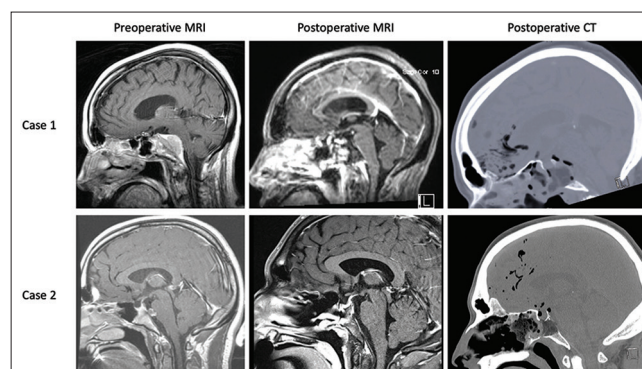 Preoperative MRI
Postoperative MRI
Postoperative CT
Case 1
L
Case 2